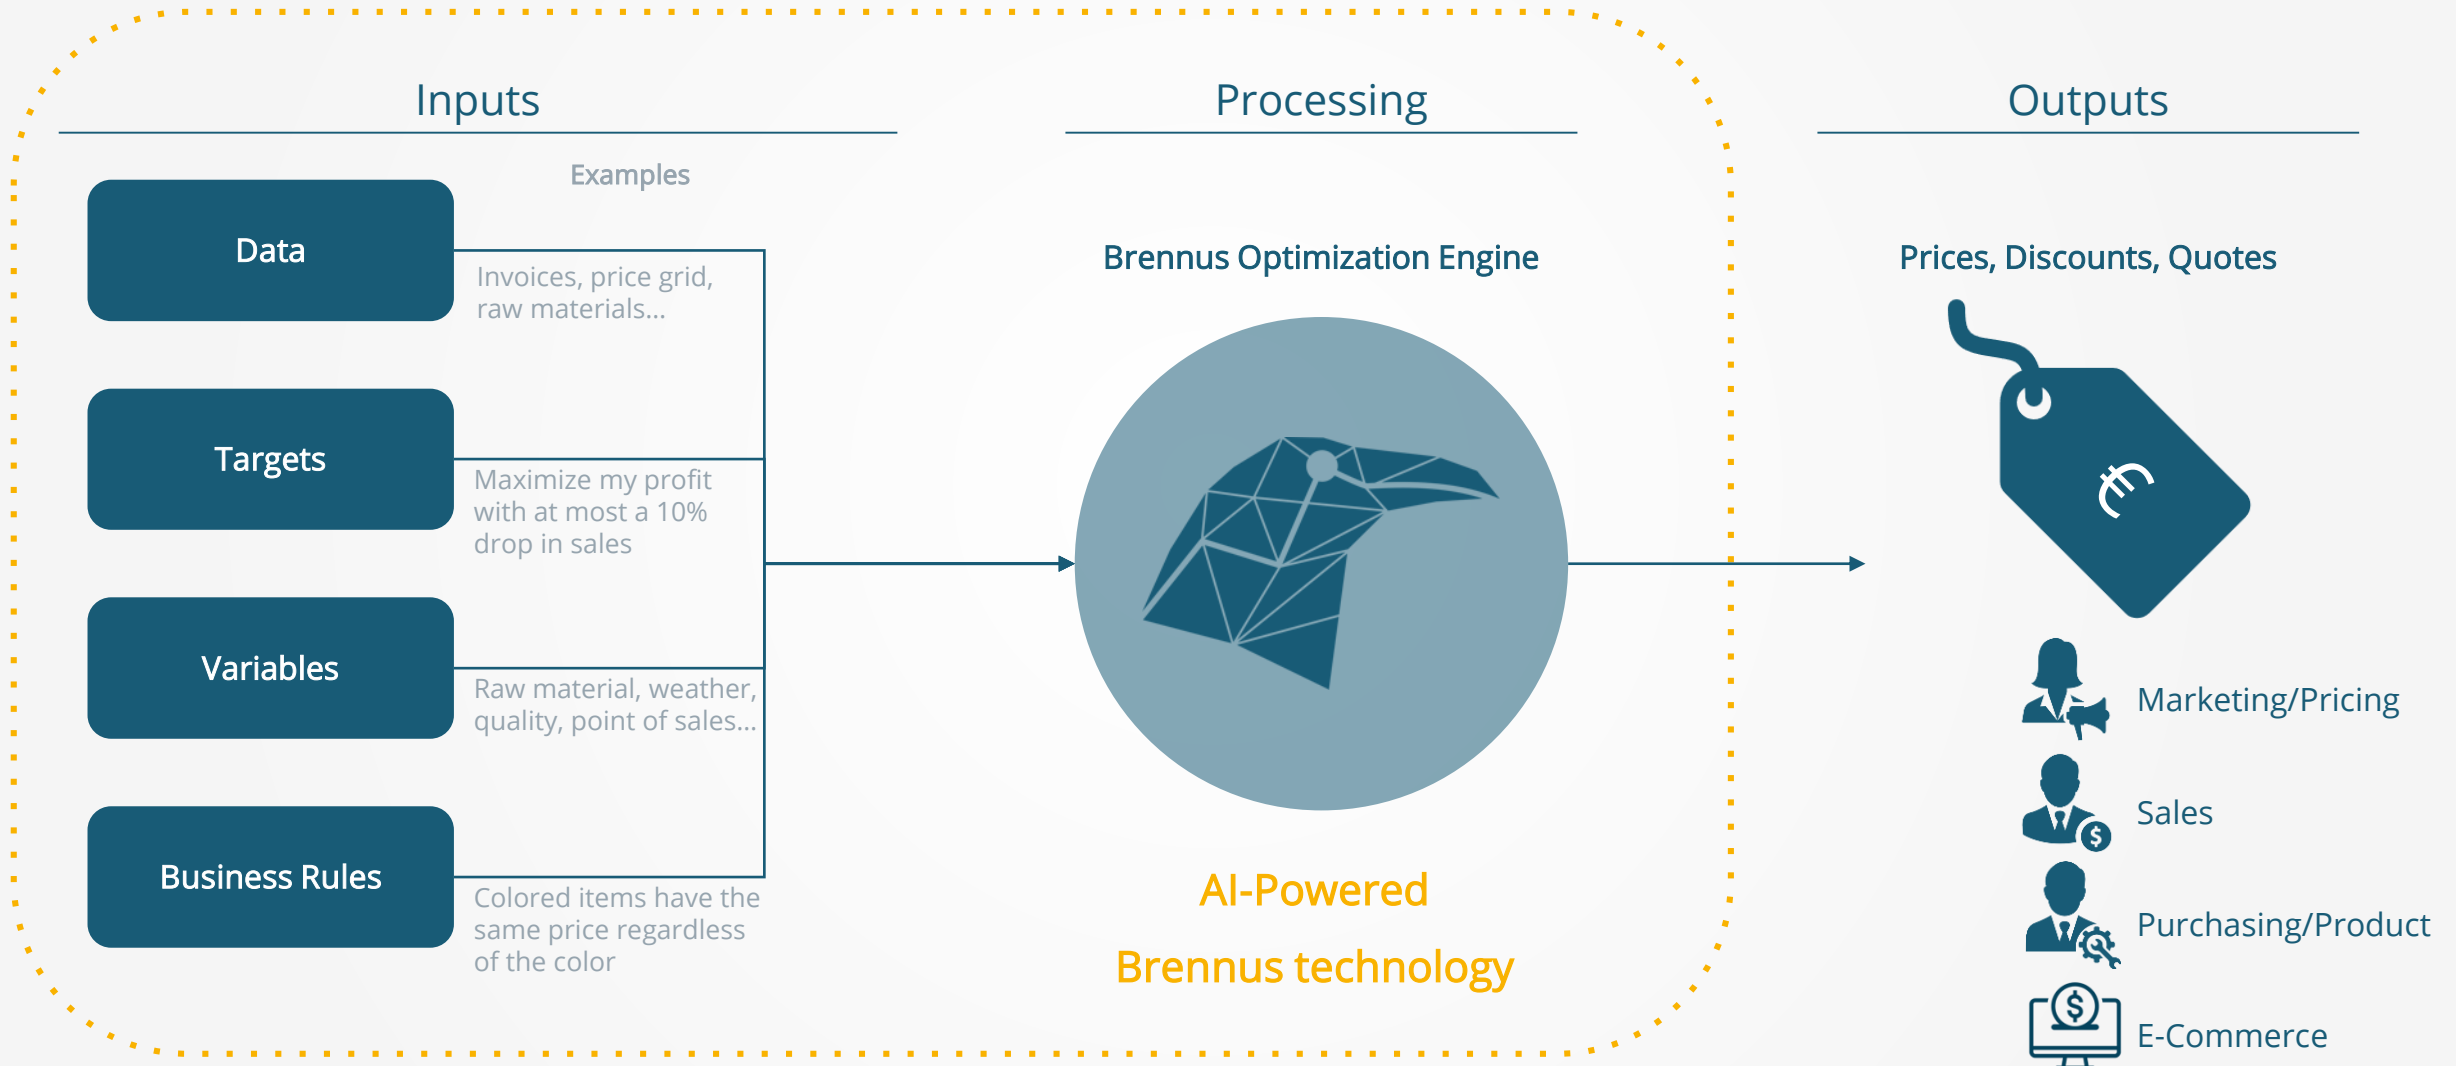 Inputs
Processing
Outputs
Examples
Data
Invoices, price grid,
raw materials...
Targets
Maximize my profit
with at most a 10%
drop in sales
Variables
Raw material, weather,
quality, point of sales...
Business Rules
Colored items have the
same price regardless
of the color
Brennus Optimization Engine
AI-Powered
Brennus technology
Prices, Discounts, Quotes
€
Marketing/Pricing
$
Sales
Purchasing/Product
$
E-Commerce